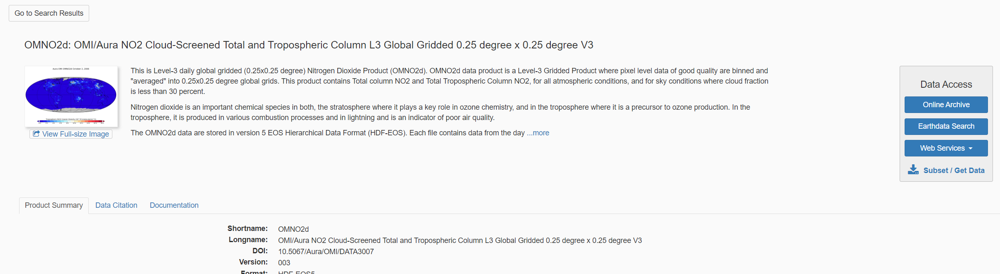 Go to Search Results
OMNO2d: OMI/Aura NO2 Cloud-Screened Total and Tropospheric Column L3 Global Gridded 0.25 degree x 0.25 degree V3
Aura OMI OMNO2d October 2, 2006
Tropospheric NO2 Column Density
View Full-size Image
This is Level-3 daily global gridded (0.25x0.25 degree) Nitrogen Dioxide Product (OMNO2d). OMNO2d data product is a Level-3 Gridded Product where pixel level data of good quality are binned and
"averaged" into 0.25x0.25 degree global grids. This product contains Total column NO2 and Total Tropospheric Column NO2, for all atmospheric conditions, and for sky conditions where cloud fraction
is less than 30 percent.
Nitrogen dioxide is an important chemical species in both, the stratosphere where it plays a key role in ozone chemistry, and in the troposphere where it is a precursor to ozone production. In the
troposphere, it is produced in various combustion processes and in lightning and is an indicator of poor air quality.
The OMNO2d data are stored in version 5 EOS Hierarchical Data Format (HDF-EOS). Each file contains data from the day ...more
Data Access
Online Archive
Earthdata Search
Web Services
Subset / Get Data
Product Summary Data Citation Documentation
Shortname: OMNO2d
Longname: OMI/Aura NO2 Cloud-Screened Total and Tropospheric Column L3 Global Gridded 0.25 degree x 0.25 degree V3
DOI: 10.5067/Aura/OMI/DATA3007
Version: 003
Format: HDF-EOS5